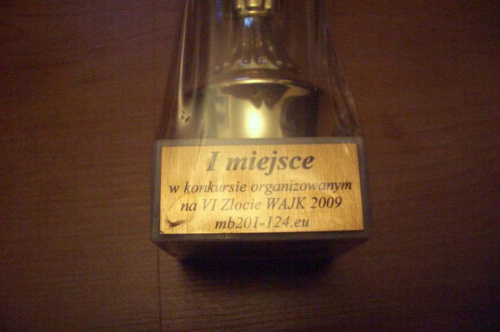 I miejsce
w konkursie organizowanym
na VI Zlocie WAJK 2009
mb201-124.eu